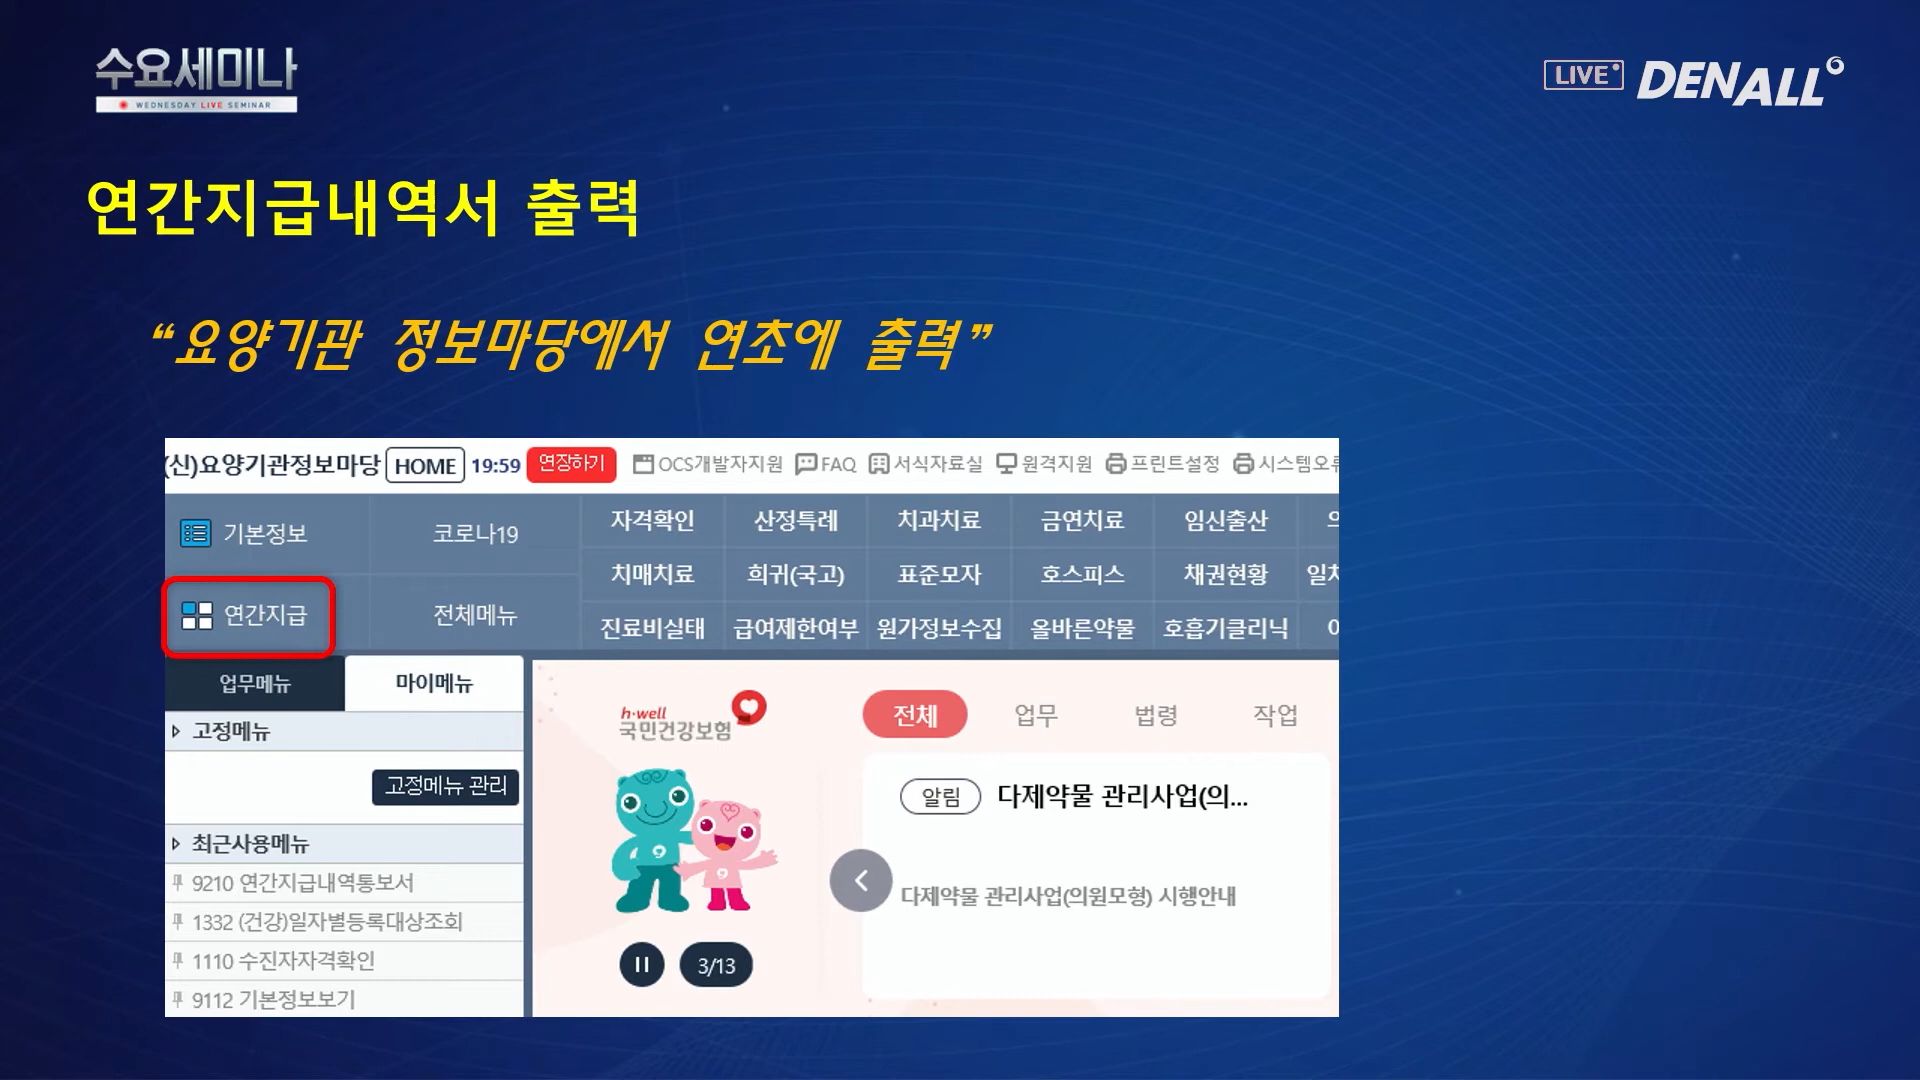 수요세미나
WEDNESDAY LIVE SEMINAR
LIVE DENALL
연간지급내역서 출력
“요양기관 정보마당에서 연초에 출력”
(신)요양기관정보마당 HOME 19:59 연장하기 OCS개발자지원 FAQ 서식자료실 원격지원 프린트설정 시스템오류
기본정보 코로나19
연간지급 전체메뉴
자격확인 산정특례 치과치료 금연치료 임신출산
치매치료 희귀(국고) 표준모자 호스피스 채권현황
진료비실태 급여제한여부 원가정보수집 올바른약물 호흡기클리닉
업무메뉴 마이메뉴
고정메뉴
고정메뉴 관리
최근사용메뉴
9210 연간지급내역통보서
1332 (건강)일자별등록대상조회
1110 수진자자격확인
9112 기본정보보기
h·well
국민건강보험
3/13
전체 업무 법령 작업
알림 다제약물 관리사업(의...
다제약물 관리사업(의원모형) 시행안내